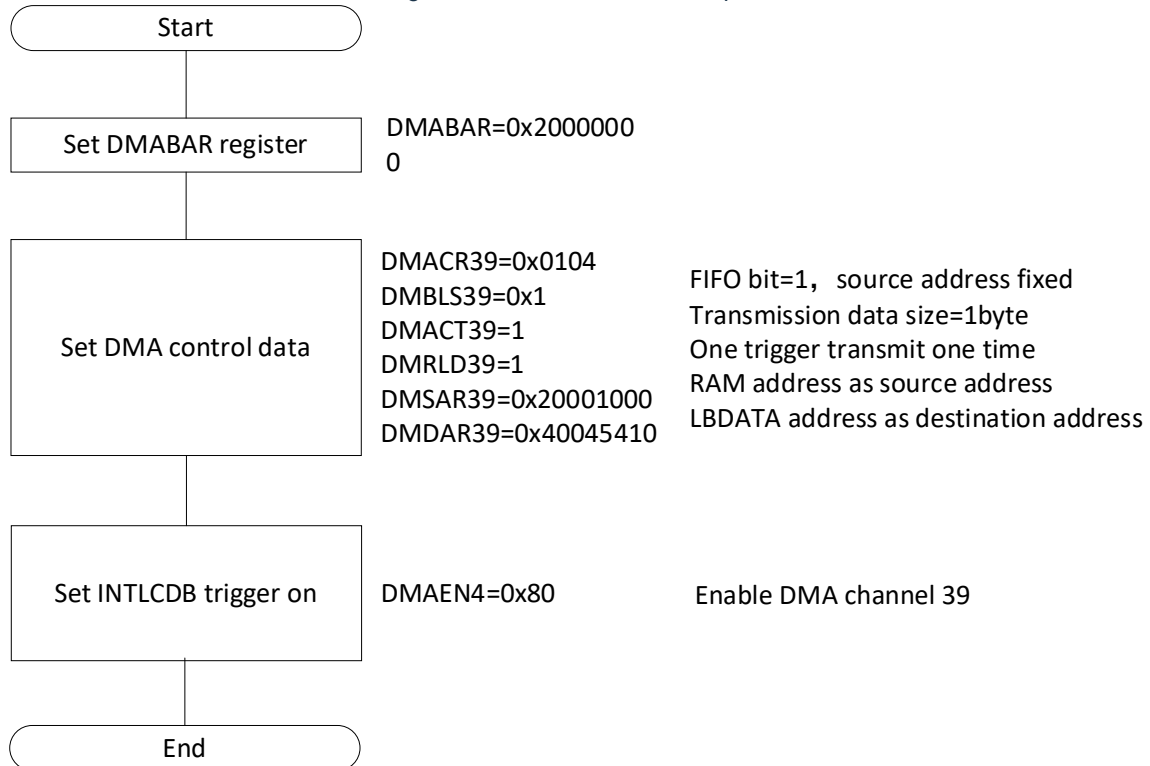 Start
Set DMABAR register
DMABAR=0x2000000
0
Set DMA control data
DMACR39=0x0104
DMBLS39=0x1
DMACT39=1
DMRLD39=1
DMSAR39=0x20001000
DMDAR39=0x40045410
FIFO bit=1，source address fixed
Transmission data size=1byte
One trigger transmit one time
RAM address as source address
LBDATA address as destination address
Set INTLCDB trigger on
DMAEN4=0x80
Enable DMA channel 39
End